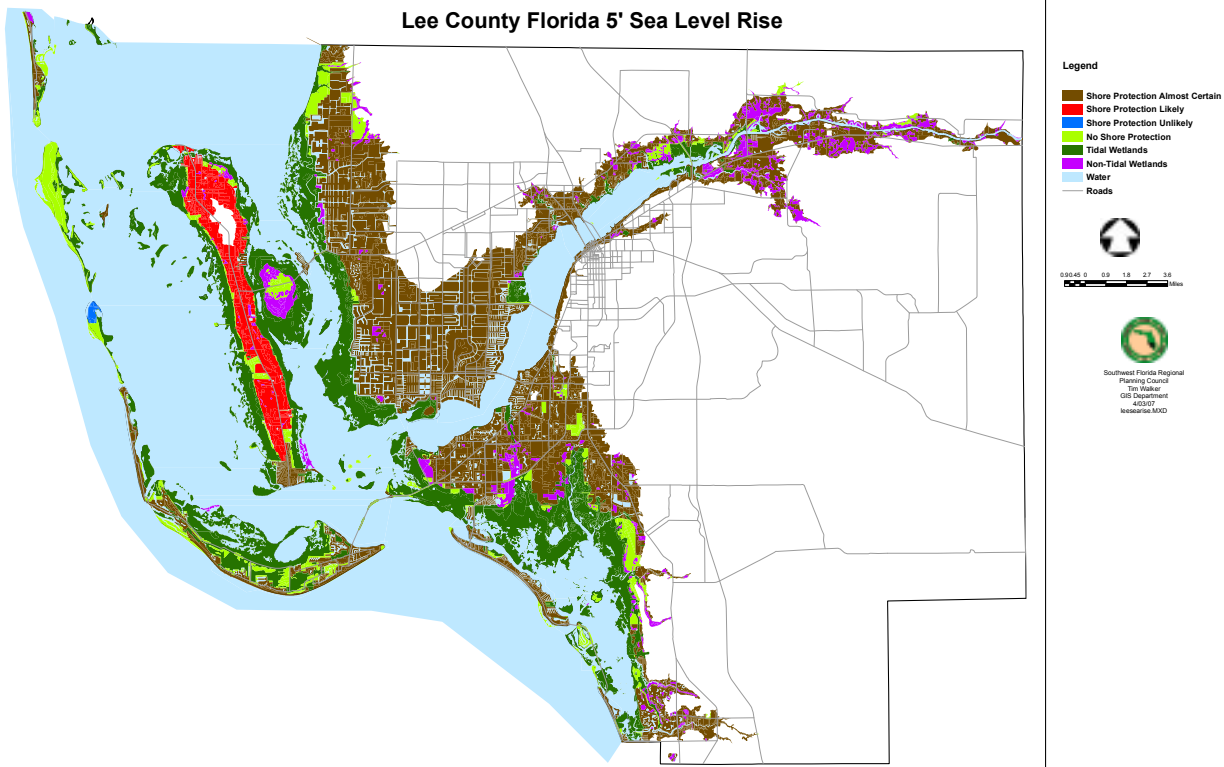 Lee County Florida 5' Sea Level Rise
Legend
Shore Protection Almost Certain
Shore Protection Likely
Shore Protection Unlikely
No Shore Protection
Tidal Wetlands
Non-Tidal Wetlands
Water
Roads
0.90.45 0 0.9 1.8 2.7 3.6
Miles
Southwest Florida Regional
Planning Council
Tim Walker
GIS Department
4/03/07
leesearise.MXD